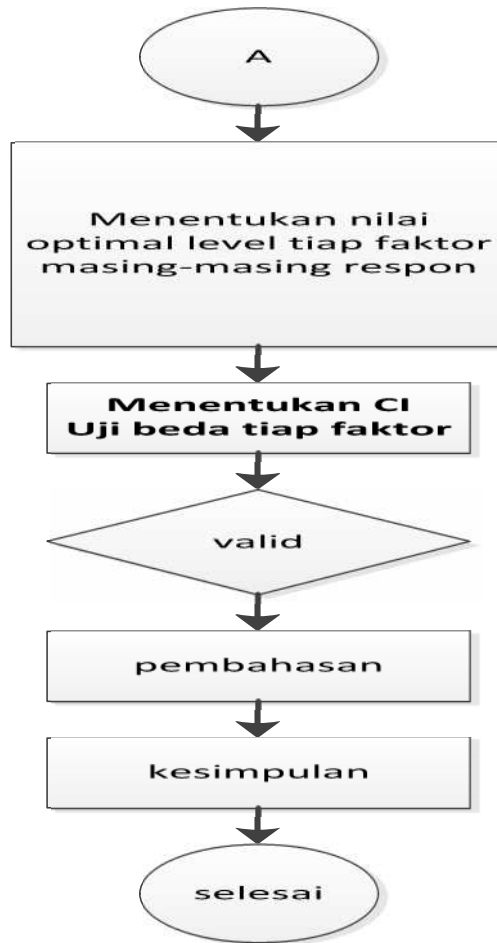 A
Menentukan nilai
optimal level tiap faktor
masing-masing respon
Menentukan CI
Uji beda tiap faktor
valid
pembahasan
kesimpulan
selesai